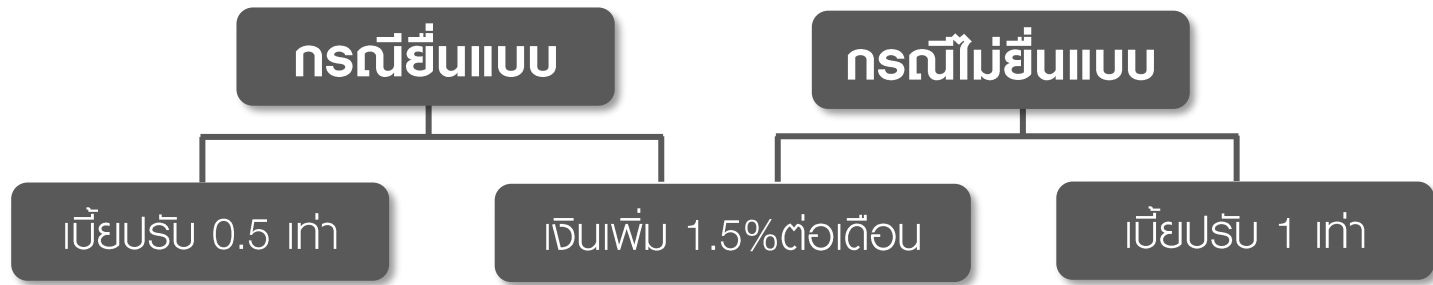 กรณียื่นแบบ
กรณีไม่ยื่นแบบ
เบี้ยปรับ 0.5 เท่า
เงินเพิ่ม 1.5%ต่อเดือน
เบี้ยปรับ 1 เท่า